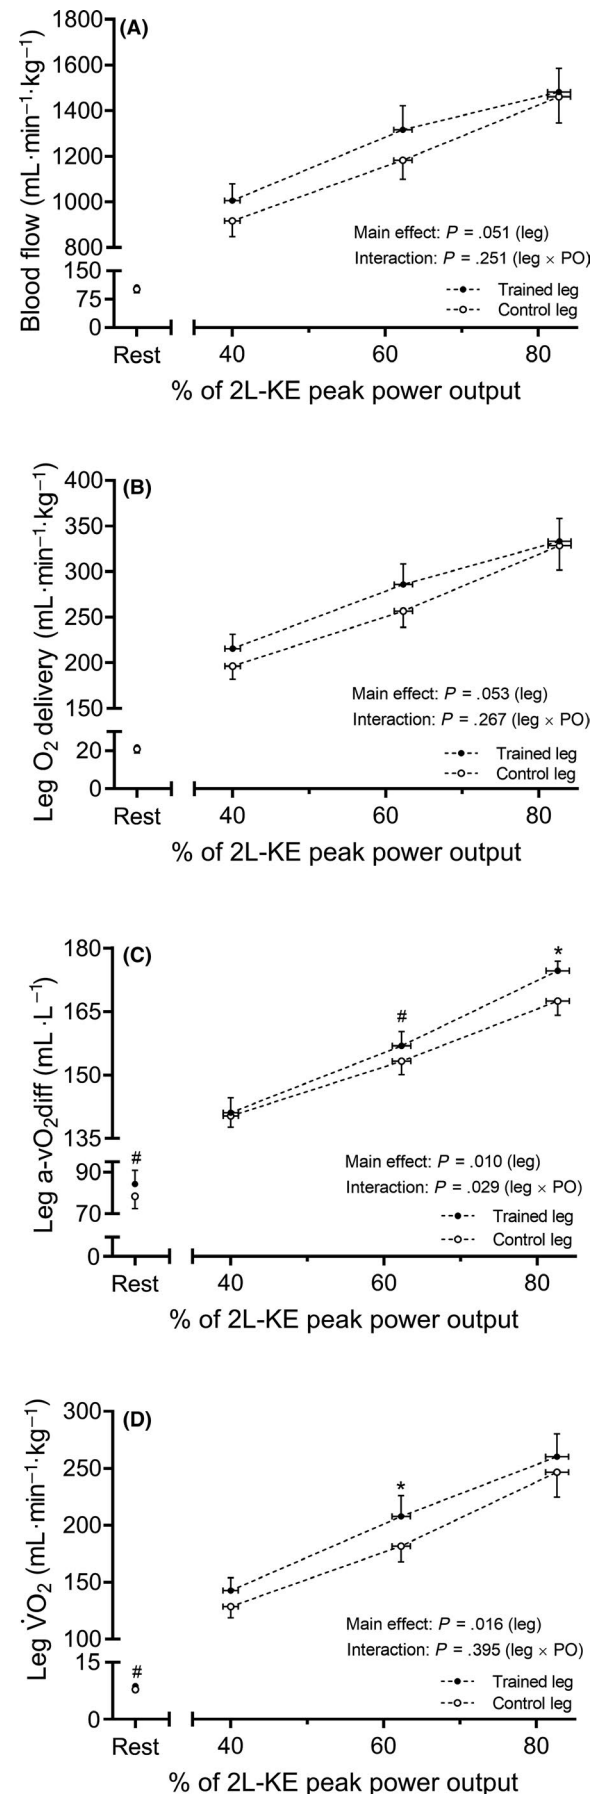 (A)
Blood flow (mL·min⁻¹·kg⁻¹)
1800
1600
1400
1200
1000
800
150
75
0
Main effect: P = .051 (leg)
Interaction: P = .251 (leg × PO)
Trained leg
Control leg
Rest 40 60 80
% of 2L-KE peak power output
(B)
Leg O₂ delivery (mL·min⁻¹·kg⁻¹)
400
350
300
250
200
150
20
0
Main effect: P = .053 (leg)
Interaction: P = .267 (leg × PO)
Trained leg
Control leg
Rest 40 60 80
% of 2L-KE peak power output
(C)
Leg a-vO₂diff (mL·L⁻¹)
180
165
150
135
90
70
0
*
#
#
Main effect: P = .010 (leg)
Interaction: P = .029 (leg × PO)
Trained leg
Control leg
Rest 40 60 80
% of 2L-KE peak power output
(D)
Leg V̇O₂ (mL·min⁻¹·kg⁻¹)
300
250
200
150
100
15
0
*
#
Main effect: P = .016 (leg)
Interaction: P = .395 (leg × PO)
Trained leg
Control leg
Rest 40 60 80
% of 2L-KE peak power output